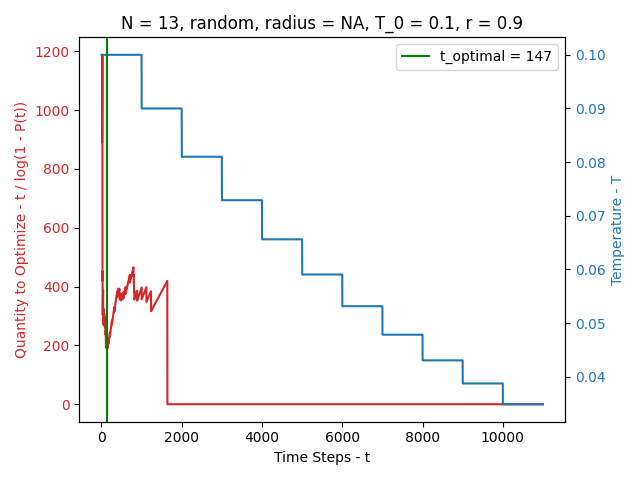 N = 13, random, radius = NA, T_0 = 0.1, r = 0.9
t_optimal = 147
Quantity to Optimize - t / log(1 - P(t))
1200
1000
800
600
400
200
0
0.10
0.09
0.08
0.07
0.06
0.05
0.04
Temperature - T
0 2000 4000 6000 8000 10000
Time Steps - t